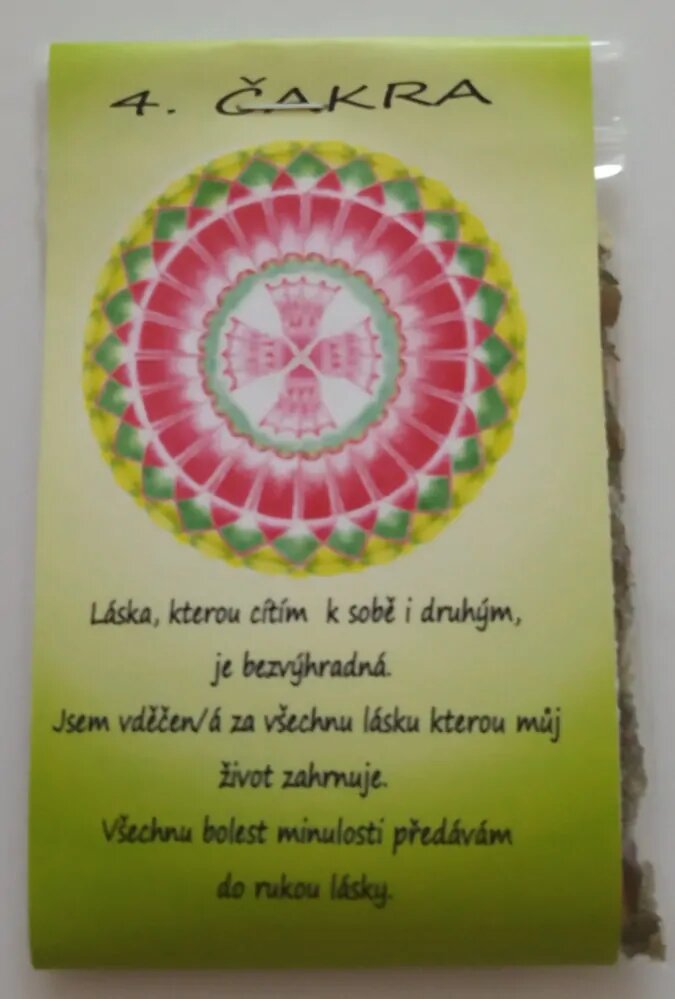 4. ČAKRA
Láska, kterou cítím k sobě i druhým,
je bezvýhradná.
Jsem vděčen/á za všechnu lásku kterou můj
život zahrnuje.
Všechnu bolest minulosti předávám
do rukou lásky.